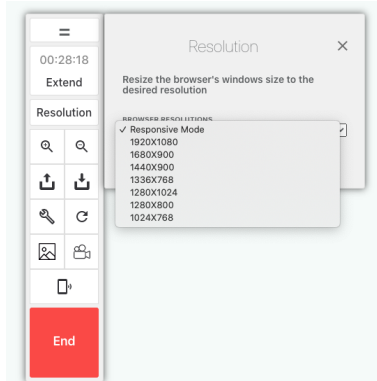 00:28:18
Extend
Resolution
End
Resolution
Resize the browser's windows size to the
desired resolution
BROWSER RESOLUTIONS
✓ Responsive Mode
1920X1080
1680X900
1440X900
1336X768
1280X1024
1280X800
1024X768